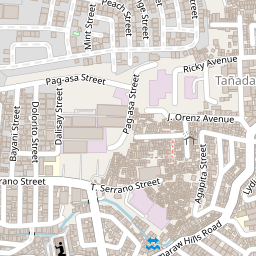 Peach Street
Mint Street
Ricky Avenue
Tañada
Pag-asa Street
Pag-asa Street
J. Orenz Avenue
Dalisay Street
Dolorito Street
Bayani Street
Agapita Street
T. Serrano Street
rrano Street
maraw Hills Road